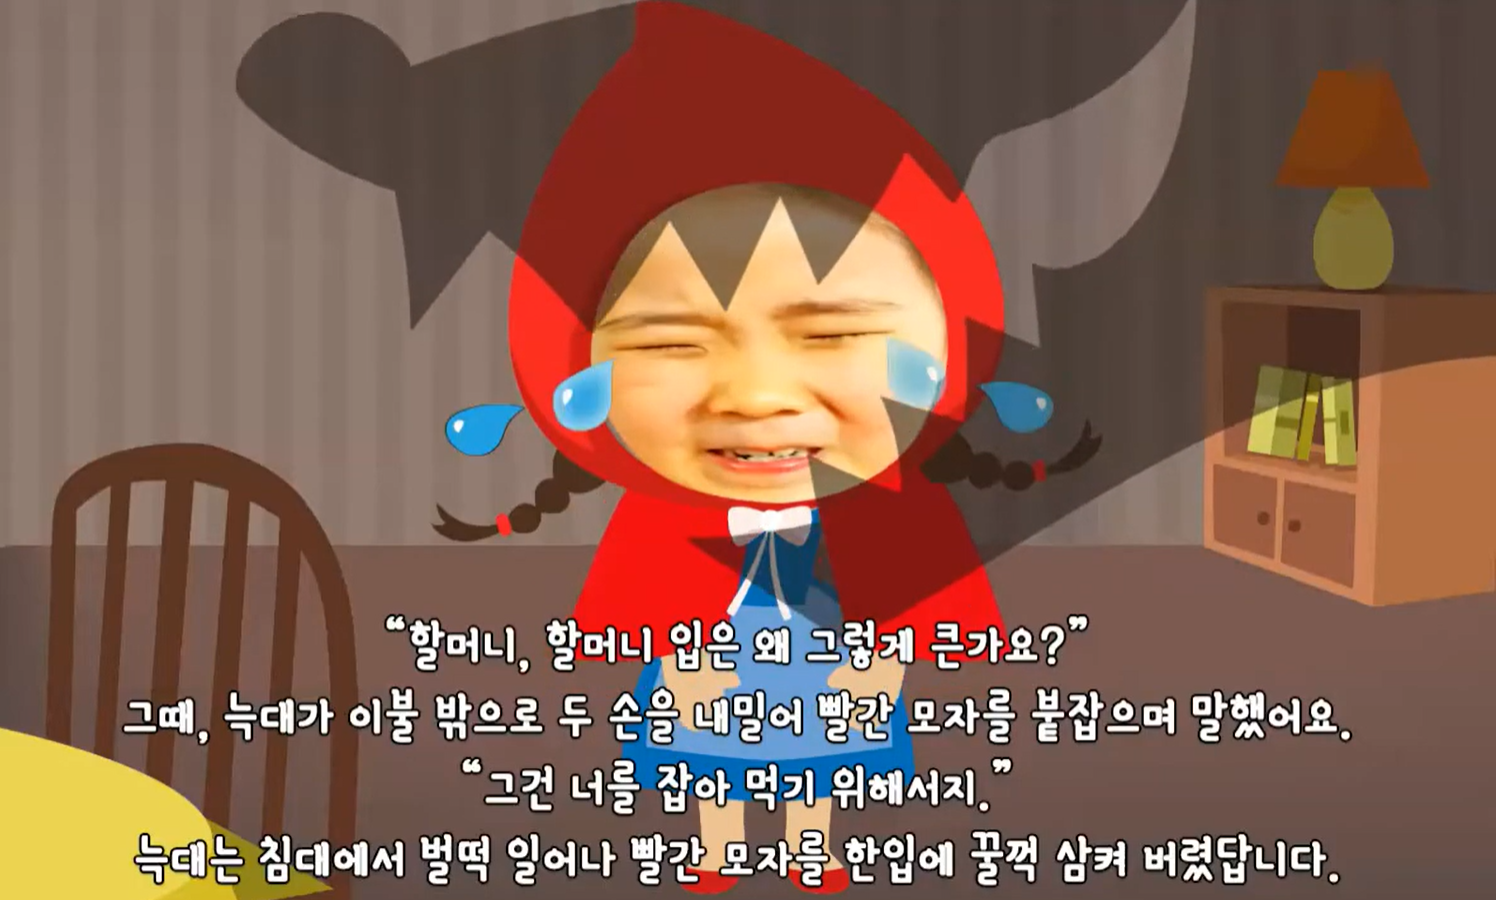 “할머니, 할머니 입은 왜 그렇게 큰가요?”
그때, 늑대가 이불 밖으로 두 손을 내밀어 빨간 모자를 붙잡으며 말했어요.
“그건 너를 잡아 먹기 위해서지.”
늑대는 침대에서 벌떡 일어나 빨간 모자를 한입에 꿀꺽 삼켜 버렸답니다.